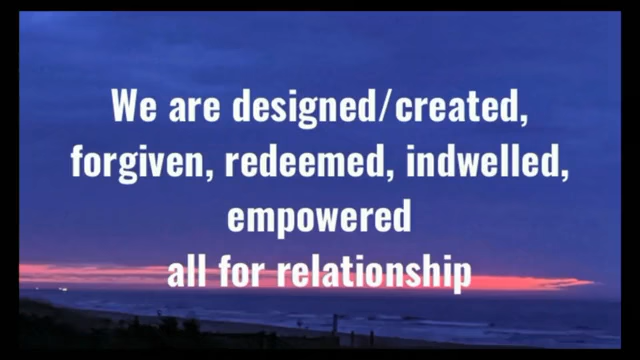 We are designed/created,
forgiven, redeemed, indwelled,
empowered
all for relationship